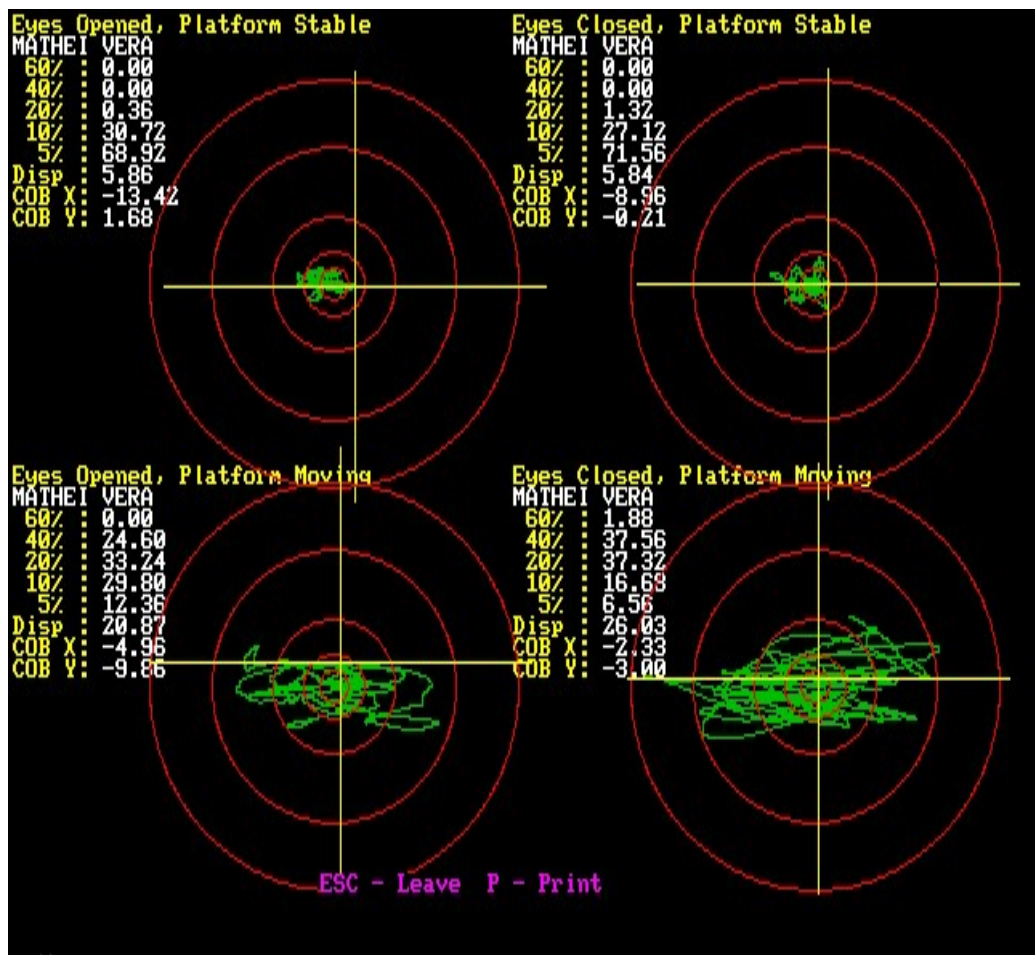 Eyes Opened, Platform Stable
MATHEI VERA
60% : 0.00
40% : 0.00
20% : 0.36
10% : 30.72
5% : 68.92
Disp : 5.86
COB X: -13.42
COB Y: 1.68
Eyes Closed, Platform Stable
MATHEI VERA
60% : 0.00
40% : 0.00
20% : 1.32
10% : 27.12
5% : 71.56
Disp : 5.84
COB X: -8.96
COB Y: -0.21
Eyes Opened, Platform Moving
MATHEI VERA
60% : 0.00
40% : 24.60
20% : 33.24
10% : 29.80
5% : 12.36
Disp : 20.87
COB X: -4.96
COB Y: -9.86
Eyes Closed, Platform Moving
MATHEI VERA
60% : 1.88
40% : 37.56
20% : 37.32
10% : 16.68
5% : 6.56
Disp : 26.03
COB X: -2.33
COB Y: -3.00
ESC - Leave P - Print